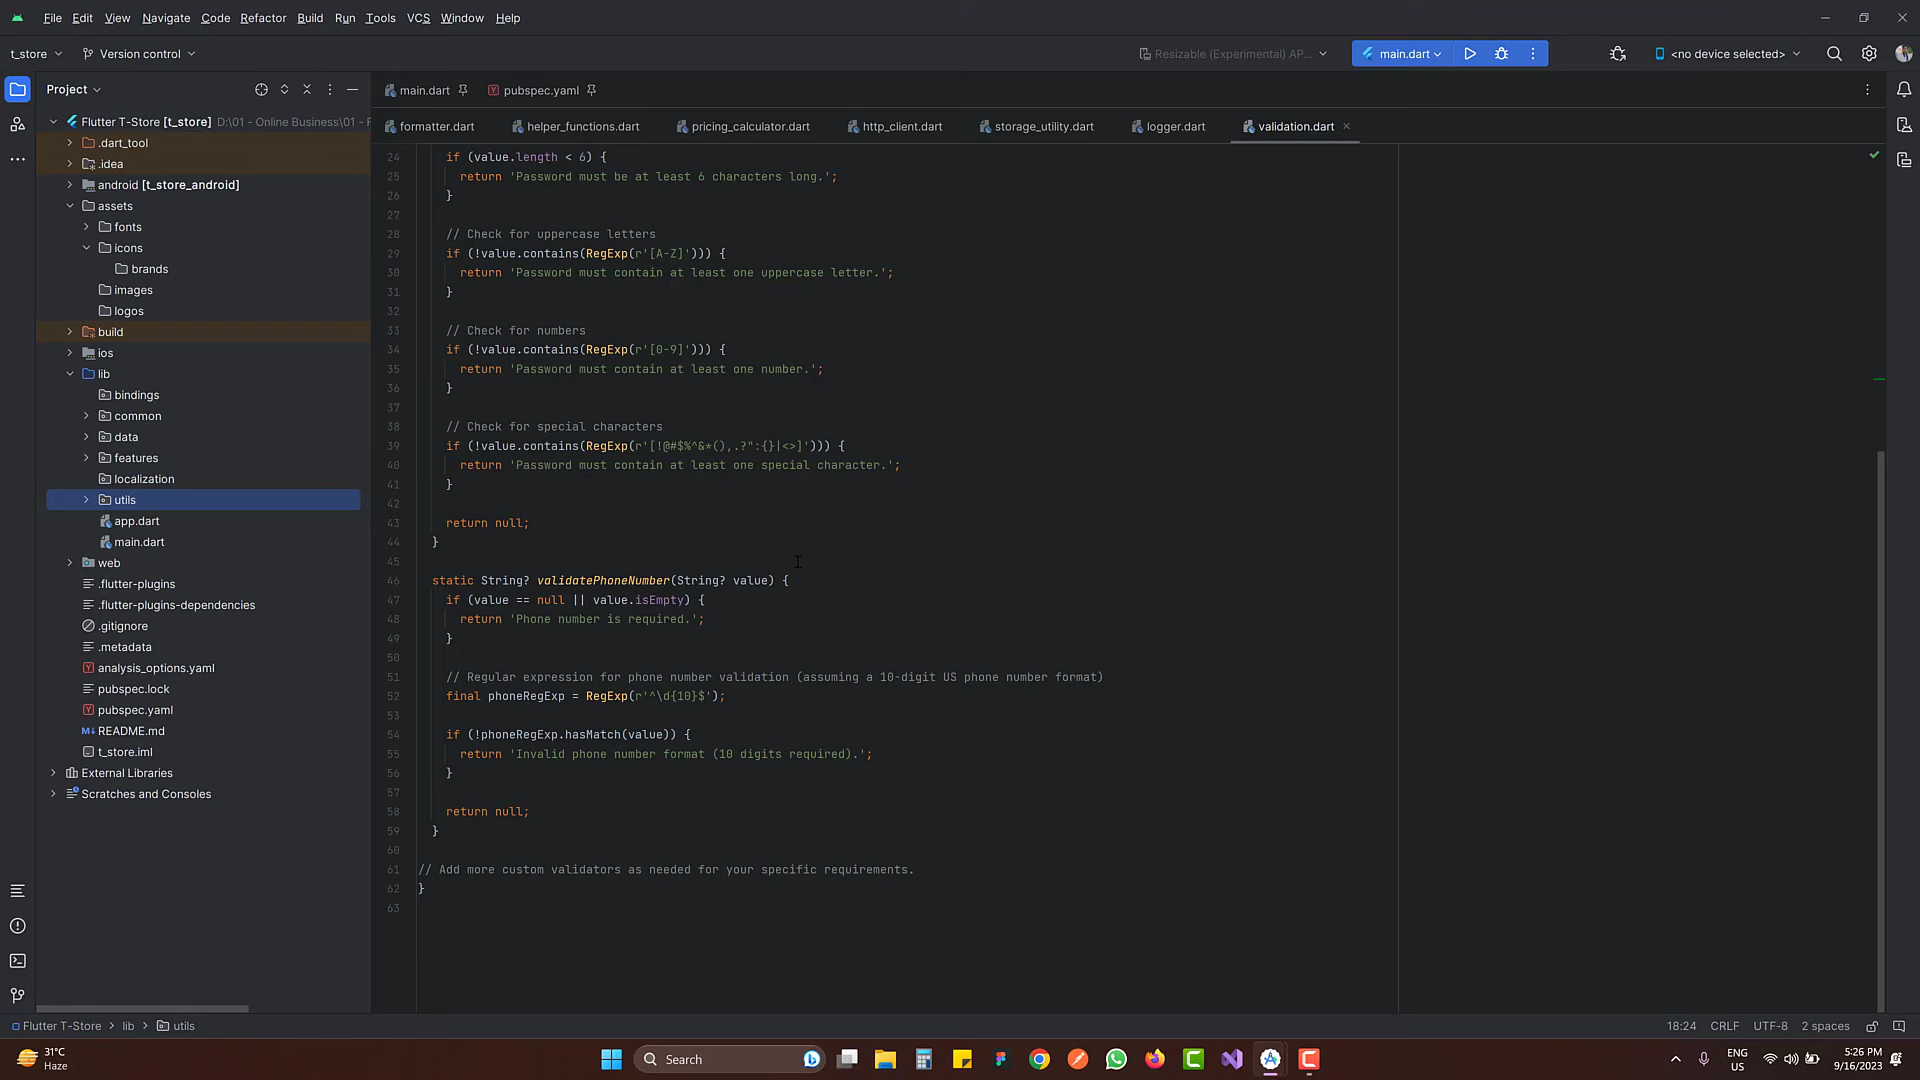 File Edit View Navigate Code Refactor Build Run Tools VCS Window Help
t_store Version control Resizable (Experimental) AP... main.dart <no device selected>
Project
main.dart pubspec.yaml
formatter.dart helper_functions.dart pricing_calculator.dart http_client.dart storage_utility.dart logger.dart validation.dart
Flutter T-Store [t_store] D:\01 - Online Business\01 - F
.dart_tool
.idea
android [t_store_android]
assets
fonts
icons
brands
images
logos
build
ios
lib
bindings
common
data
features
localization
utils
app.dart
main.dart
web
.flutter-plugins
.flutter-plugins-dependencies
.gitignore
.metadata
analysis_options.yaml
pubspec.lock
pubspec.yaml
README.md
t_store.iml
External Libraries
Scratches and Consoles
24 if (value.length < 6) {
25 return 'Password must be at least 6 characters long.';
26 }
27
28 // Check for uppercase letters
29 if (!value.contains(RegExp(r'[A-Z]'))) {
30 return 'Password must contain at least one uppercase letter.';
31 }
32
33 // Check for numbers
34 if (!value.contains(RegExp(r'[0-9]'))) {
35 return 'Password must contain at least one number.';
36 }
37
38 // Check for special characters
39 if (!value.contains(RegExp(r'[!@#$%^&*(),.?":{}|<>]'))) {
40 return 'Password must contain at least one special character.';
41 }
42
43 return null;
44 }
45
46 static String? validatePhoneNumber(String? value) {
47 if (value == null || value.isEmpty) {
48 return 'Phone number is required.';
49 }
50
51 // Regular expression for phone number validation (assuming a 10-digit US phone number format)
52 final phoneRegExp = RegExp(r'^\d{10}$');
53
54 if (!phoneRegExp.hasMatch(value)) {
55 return 'Invalid phone number format (10 digits required).';
56 }
57
58 return null;
59 }
60
61 // Add more custom validators as needed for your specific requirements.
62 }
63
Flutter T-Store > lib > utils 18:24 CRLF UTF-8 2 spaces
31°C
Haze
Search
ENG
US
5:26 PM
9/16/2023